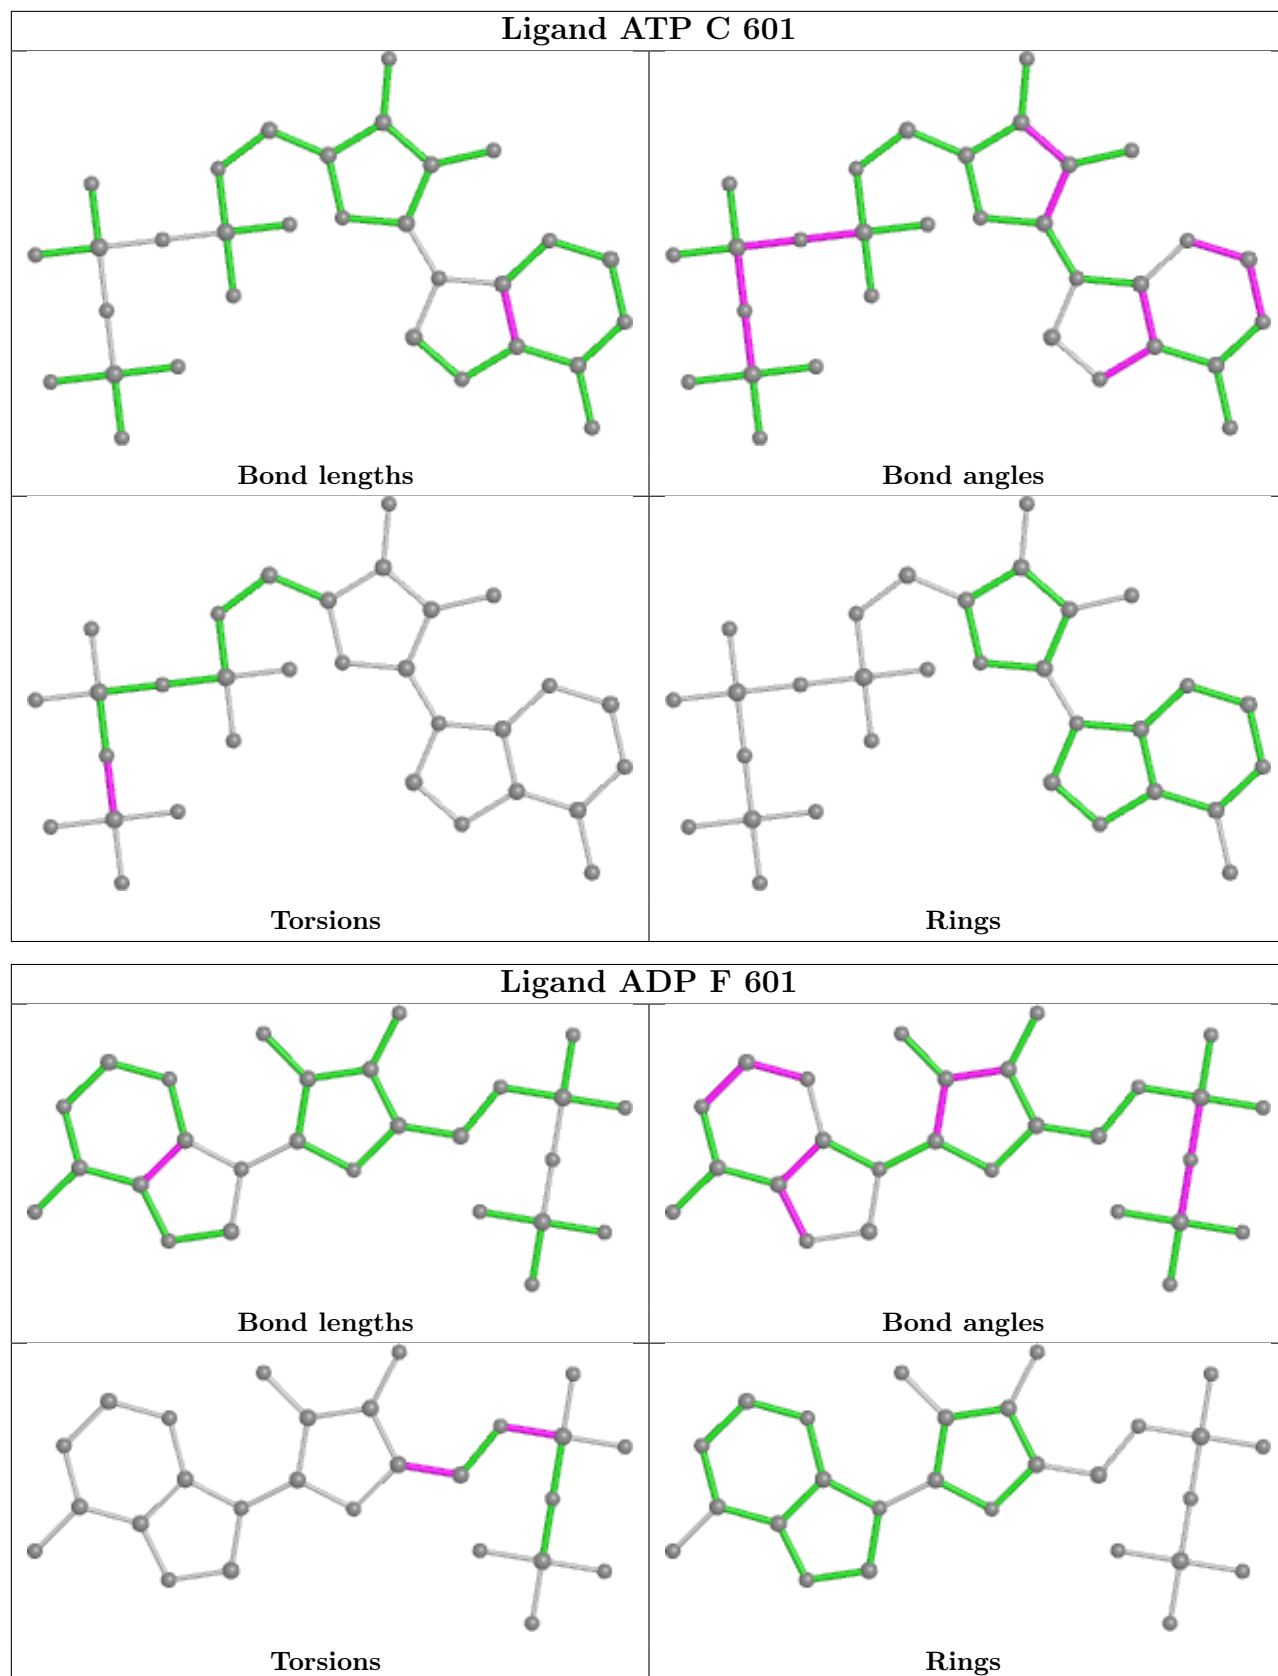 Ligand ATP C 601
Bond lengths
Bond angles
Torsions
Rings
Ligand ADP F 601
Bond lengths
Bond angles
Torsions
Rings